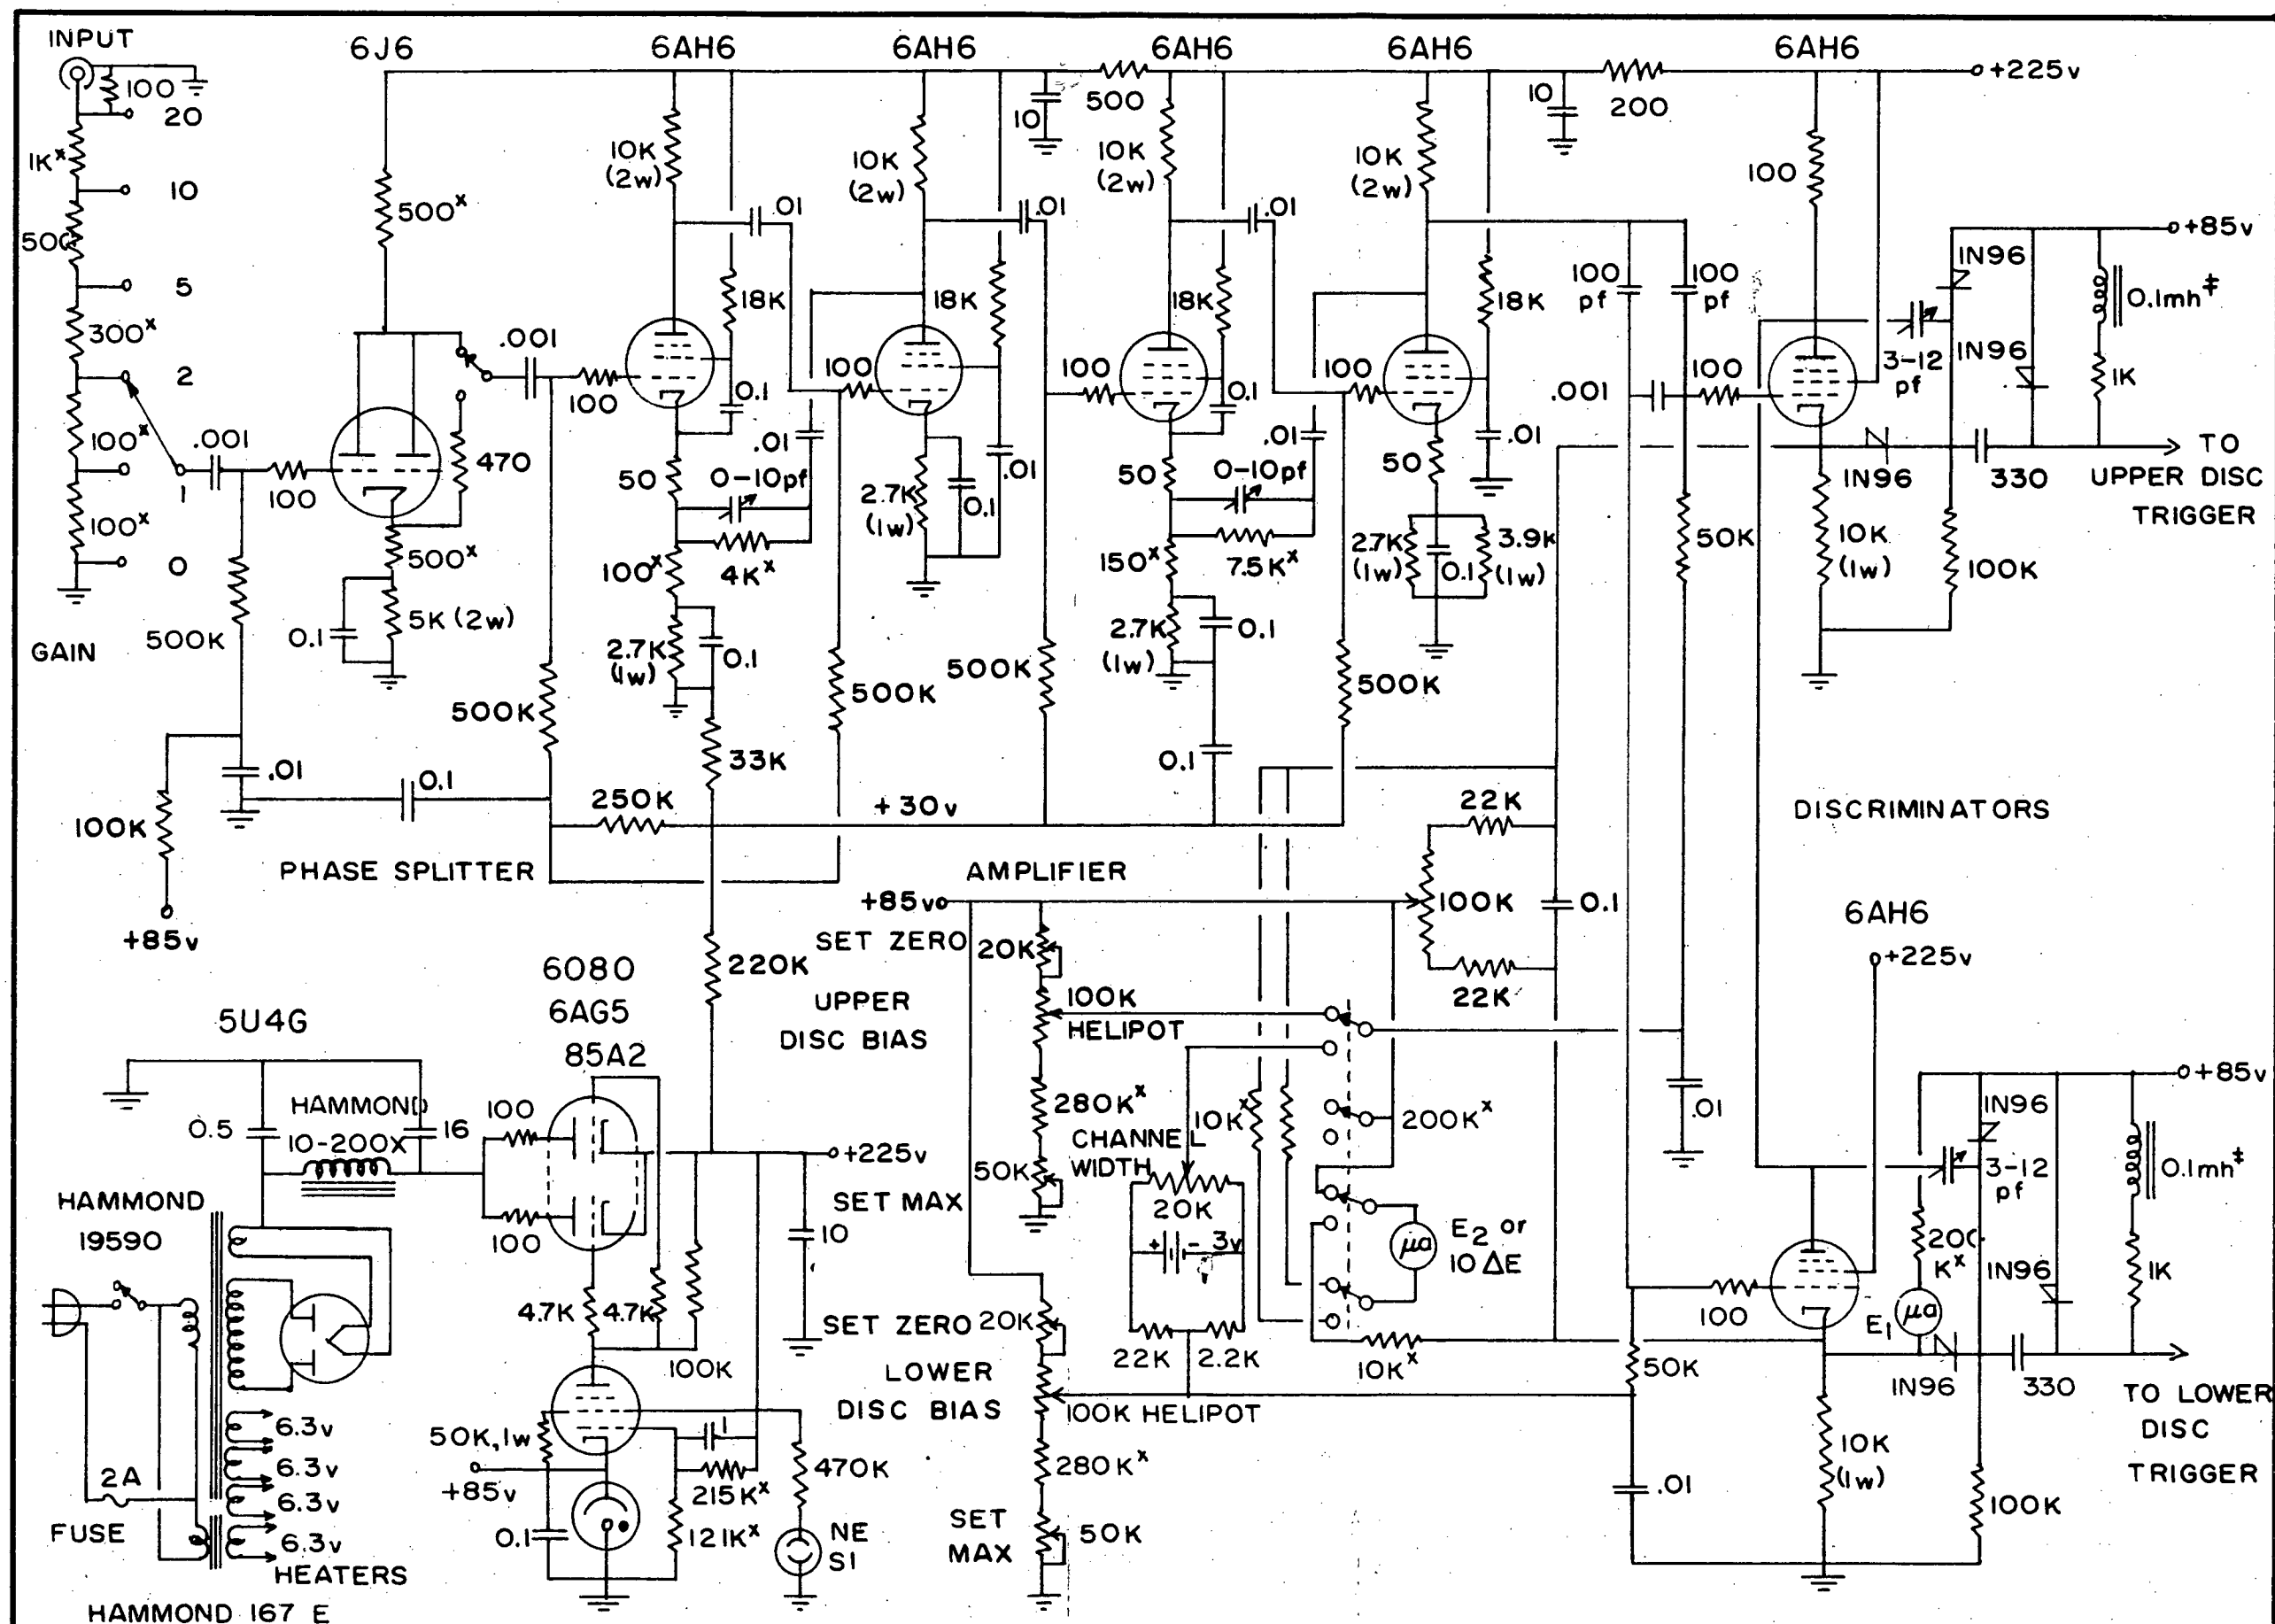 INPUT
6J6
6AH6
6AH6
6AH6
6AH6
6AH6
100
20
1K×
10
500
5
300×
2
100×
1
100×
0
GAIN
.001
100
500K
100K
+85v
.01
0.1
500×
470
500×
5K (2w)
0.1
.001
100
500K
250K
+30v
PHASE SPLITTER
10K
(2w)
.01
18K
0.1
50
0-10pf
100×
4K×
.01
2.7K
(1w)
0.1
33K
220K
10K
(2w)
.01
18K
100
2.7K
(1w)
0.1
.01
500K
10
500
500K
AMPLIFIER
10K
(2w)
.01
18K
100
0.1
50
0-10pf
150×
7.5K×
.01
2.7K
(1w)
0.1
0.1
500K
10K
(2w)
18K
100
.01
50
2.7K
(1w)
0.1
3.9K
(1w)
10
200
+225v
100
100
pf
100
pf
.001
100
50K
1N96
10K
(1w)
100K
330
3-12
pf
1N96
1N96
+85v
0.1mh‡
1K
TO
UPPER DISC
TRIGGER
DISCRIMINATORS
22K
100K
22K
0.1
+85v
SET ZERO
20K
UPPER
DISC BIAS
100K
HELIPOT
280K×
50K
SET MAX
CHANNEL
WIDTH
20K
+ - 3v
22K
2.2K
10K×
200K×
E2 or
10 ΔE
μa
10K×
SET ZERO
20K
LOWER
DISC BIAS
100K HELIPOT
280K×
SET
MAX
50K
6AH6
+225v
.01
100
50K
.01
10K
(1w)
E1
μa
200
K×
3-12
pf
1N96
1N96
1N96
330
100K
+85v
0.1mh‡
1K
TO LOWER
DISC
TRIGGER
5U4G
0.5
HAMMOND
10-200X
16
HAMMOND
19590
2A
FUSE
6.3v
6.3v
6.3v
6.3v
HEATERS
HAMMOND 167 E
6080
6AG5
85A2
100
100
4.7K
4.7K
100K
+225v
10
50K, 1w
+85v
0.1
.1
215K×
121K×
470K
NE
51